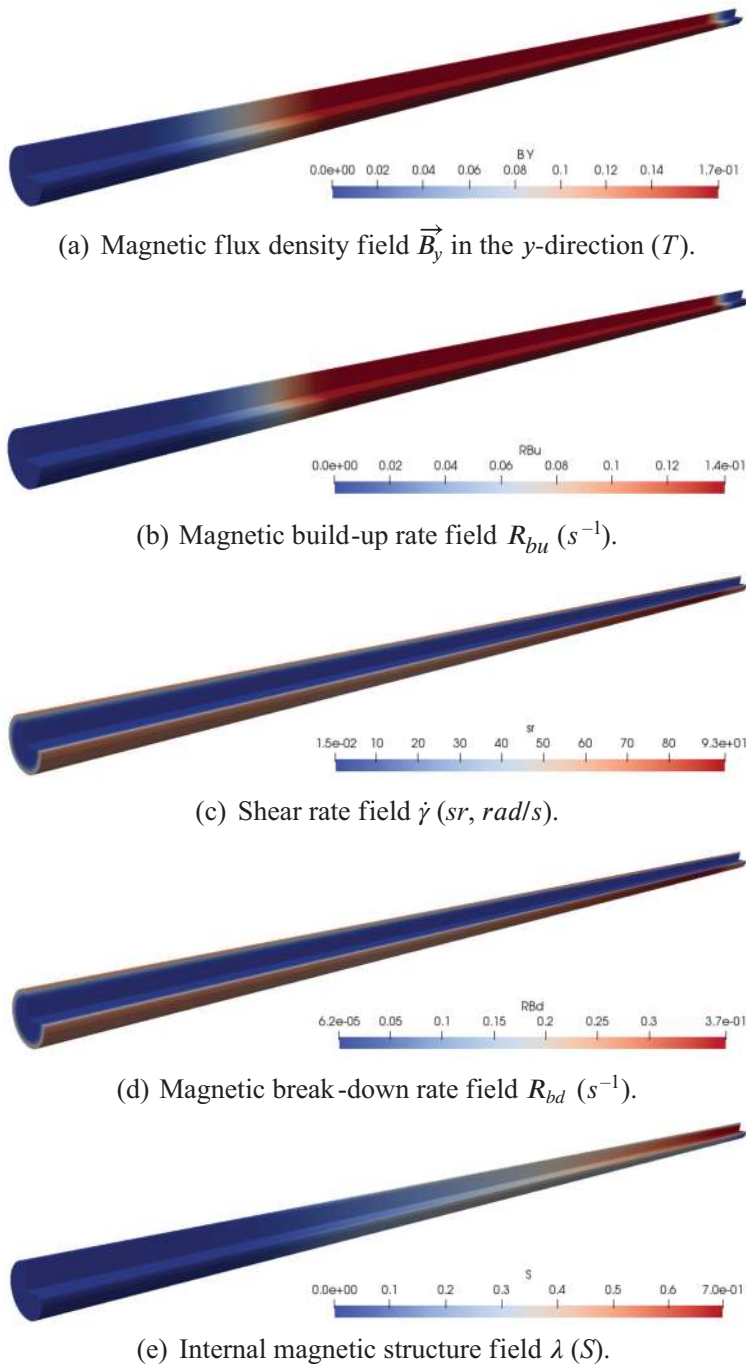 B Y
0.0e+00 0.02 0.04 0.06 0.08 0.1 0.12 0.14 1.7e-01
(a) Magnetic flux density field B⃗y in the y-direction (T).
RBu
0.0e+00 0.02 0.04 0.06 0.08 0.1 0.12 1.4e-01
(b) Magnetic build-up rate field Rbu (s⁻¹).
sr
1.5e-02 10 20 30 40 50 60 70 80 9.3e+01
(c) Shear rate field γ̇ (sr, rad/s).
RBd
6.2e-05 0.05 0.1 0.15 0.2 0.25 0.3 3.7e-01
(d) Magnetic break-down rate field Rbd (s⁻¹).
S
0.0e+00 0.1 0.2 0.3 0.4 0.5 0.6 7.0e-01
(e) Internal magnetic structure field λ (S).